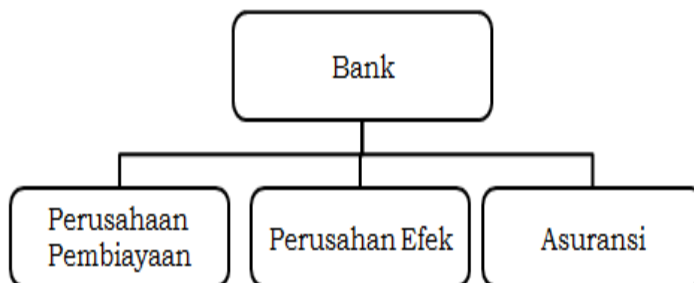 Bank
Perusahaan
Pembiayaan
Perusahan Efek
Asuransi